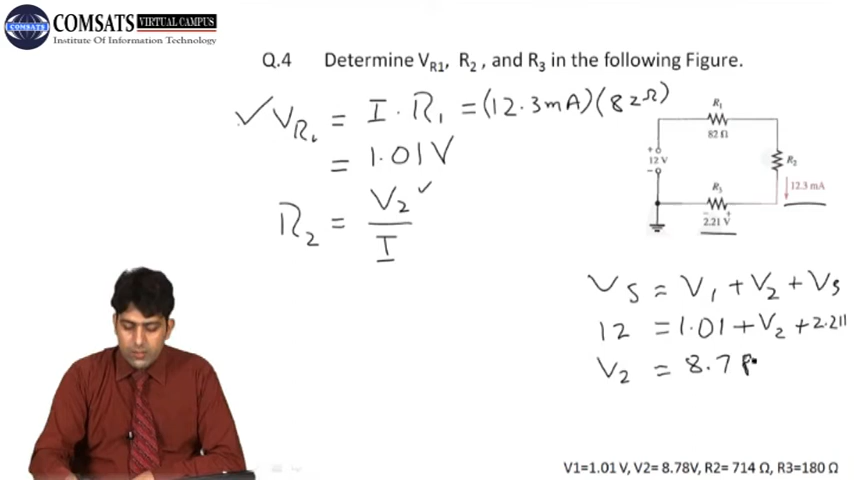 COMSATS VIRTUAL CAMPUS
Institute Of Information Technology
Q.4 Determine VR1, R2 , and R3 in the following Figure.
✓ VR1 = I · R1 = (12.3mA)(82Ω)
= 1.01V
R2 = V2 ✓
I
R1
82 Ω
+
12 V
−
R2
12.3 mA
R3
− +
2.21 V
VS = V1 + V2 + V3
12 = 1.01 + V2 + 2.21
V2 = 8.7
V1=1.01 V, V2= 8.78V, R2= 714 Ω, R3=180 Ω